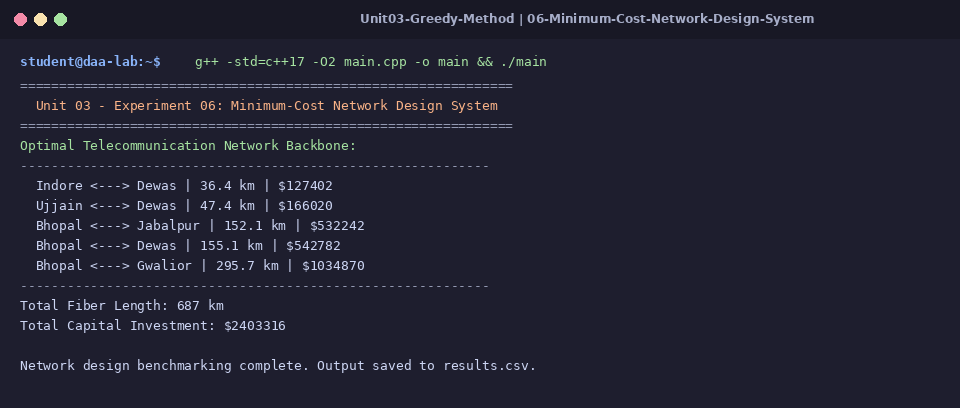 Unit03-Greedy-Method | 06-Minimum-Cost-Network-Design-System
student@daa-lab:~$ g++ -std=c++17 -O2 main.cpp -o main && ./main
===============================================================
Unit 03 - Experiment 06: Minimum-Cost Network Design System
===============================================================
Optimal Telecommunication Network Backbone:
------------------------------------------------------------
Indore <---> Dewas | 36.4 km | $127402
Ujjain <---> Dewas | 47.4 km | $166020
Bhopal <---> Jabalpur | 152.1 km | $532242
Bhopal <---> Dewas | 155.1 km | $542782
Bhopal <---> Gwalior | 295.7 km | $1034870
------------------------------------------------------------
Total Fiber Length: 687 km
Total Capital Investment: $2403316
Network design benchmarking complete. Output saved to results.csv.